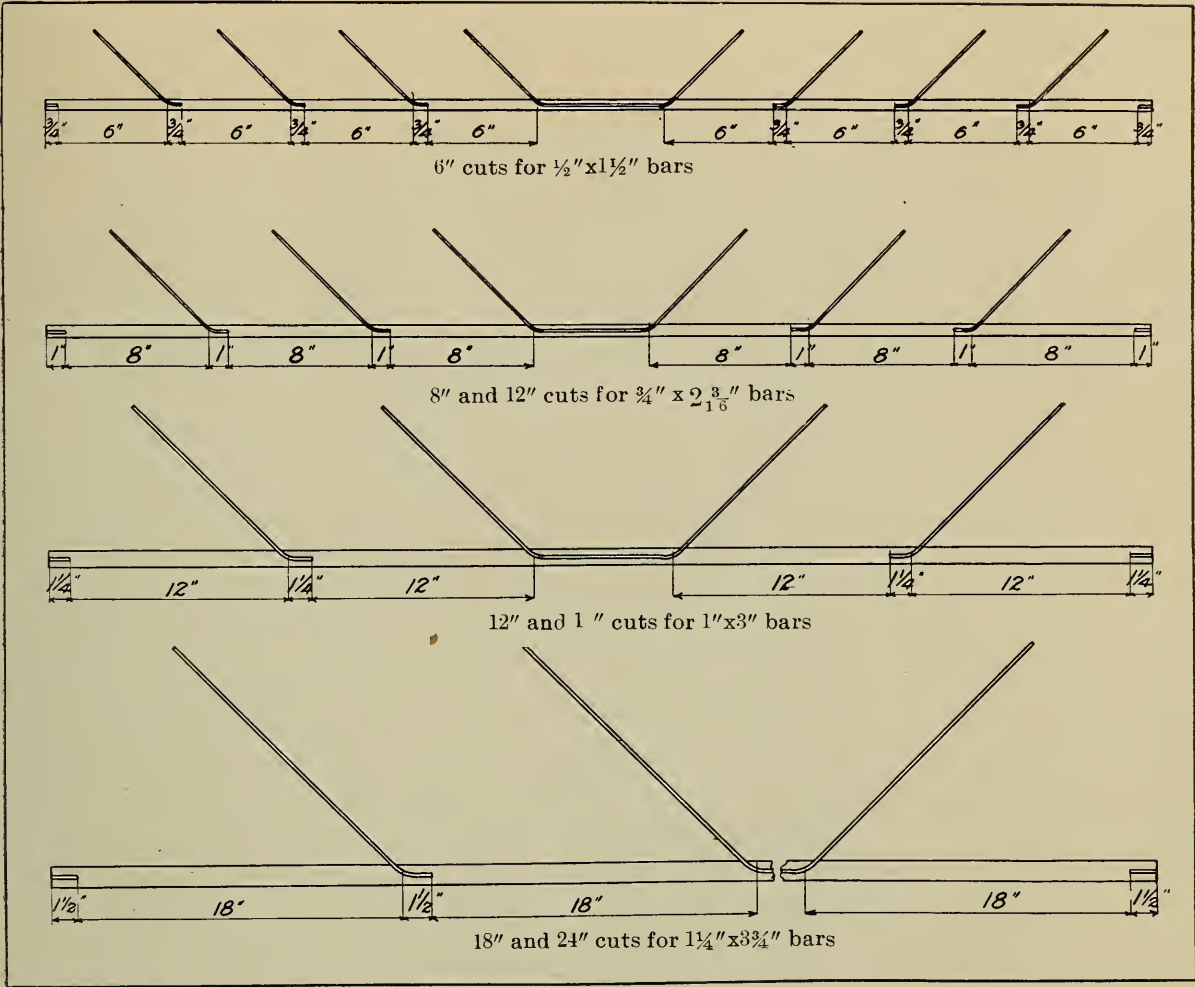 ¾" 6" ¾" 6" ¾" 6" ¾" 6" 6" ¾" 6" ¾" 6" ¾" 6" ¾"
6" cuts for ½"x1½" bars
1" 8" 1" 8" 1" 8" 8" 1" 8" 1" 8" 1"
8" and 12" cuts for ¾" x 2 3/16" bars
1¼" 12" 1¼" 12" 12" 1¼" 12" 1¼"
12" and 1 " cuts for 1"x3" bars
1½" 18" 1½" 18" 18" 1½"
18" and 24" cuts for 1¼"x3¾" bars